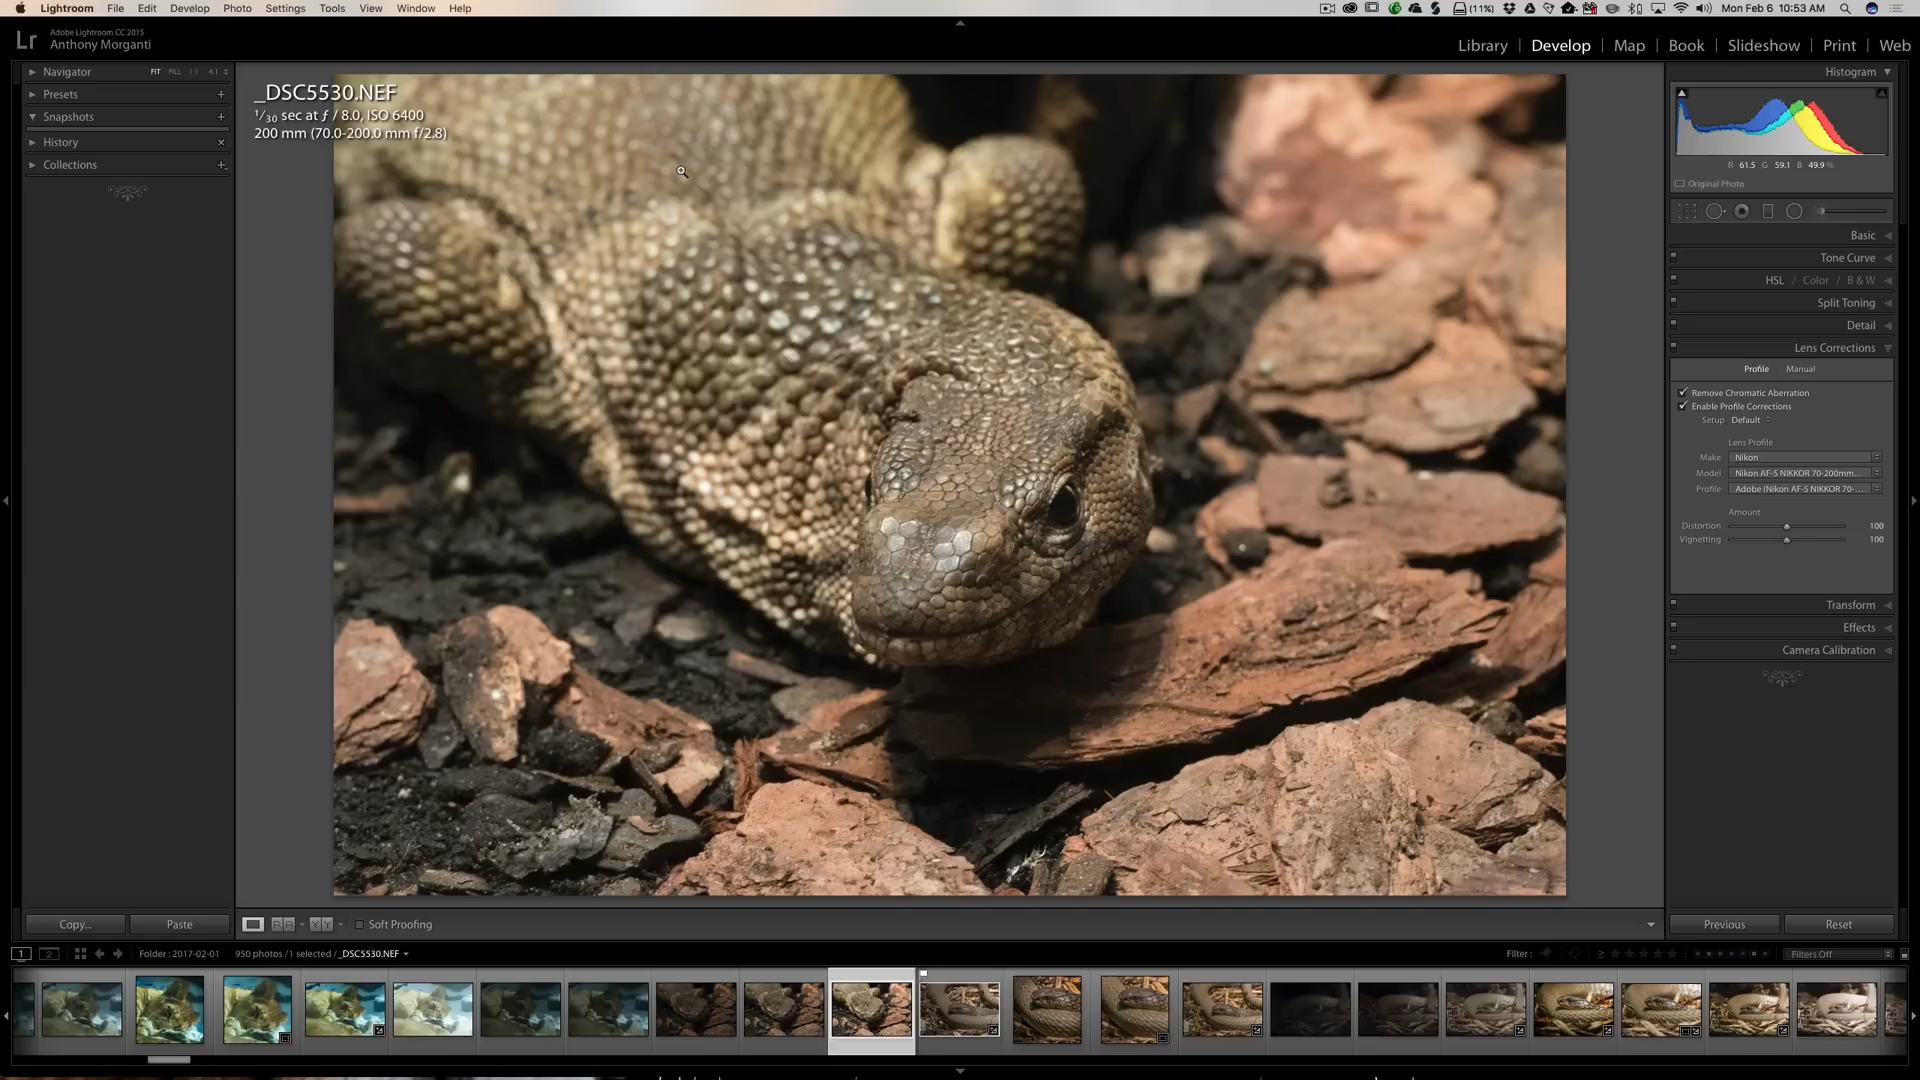 Lightroom File Edit Develop Photo Settings Tools View Window Help
(11%) Mon Feb 6 10:53 AM
Lr Adobe Lightroom CC 2015
Anthony Morganti
Library Develop Map Book Slideshow Print Web
Navigator FIT FILL 1:1 4:1
Presets
Snapshots
History
Collections
_DSC5530.NEF
1/30 sec at ƒ / 8.0, ISO 6400
200 mm (70.0-200.0 mm f/2.8)
Histogram
R 61.5 G 59.1 B 49.9 %
Original Photo
Basic
Tone Curve
HSL / Color / B & W
Split Toning
Detail
Lens Corrections
Profile Manual
Remove Chromatic Aberration
Enable Profile Corrections
Setup Default
Lens Profile
Make Nikon
Model Nikon AF-S NIKKOR 70-200mm...
Profile Adobe (Nikon AF-S NIKKOR 70-...
Amount
Distortion 100
Vignetting 100
Transform
Effects
Camera Calibration
Copy... Paste
R A Y Y Soft Proofing
Previous Reset
1 2 Folder : 2017-02-01 950 photos / 1 selected / _DSC5530.NEF
Filter : ≥ Filters Off